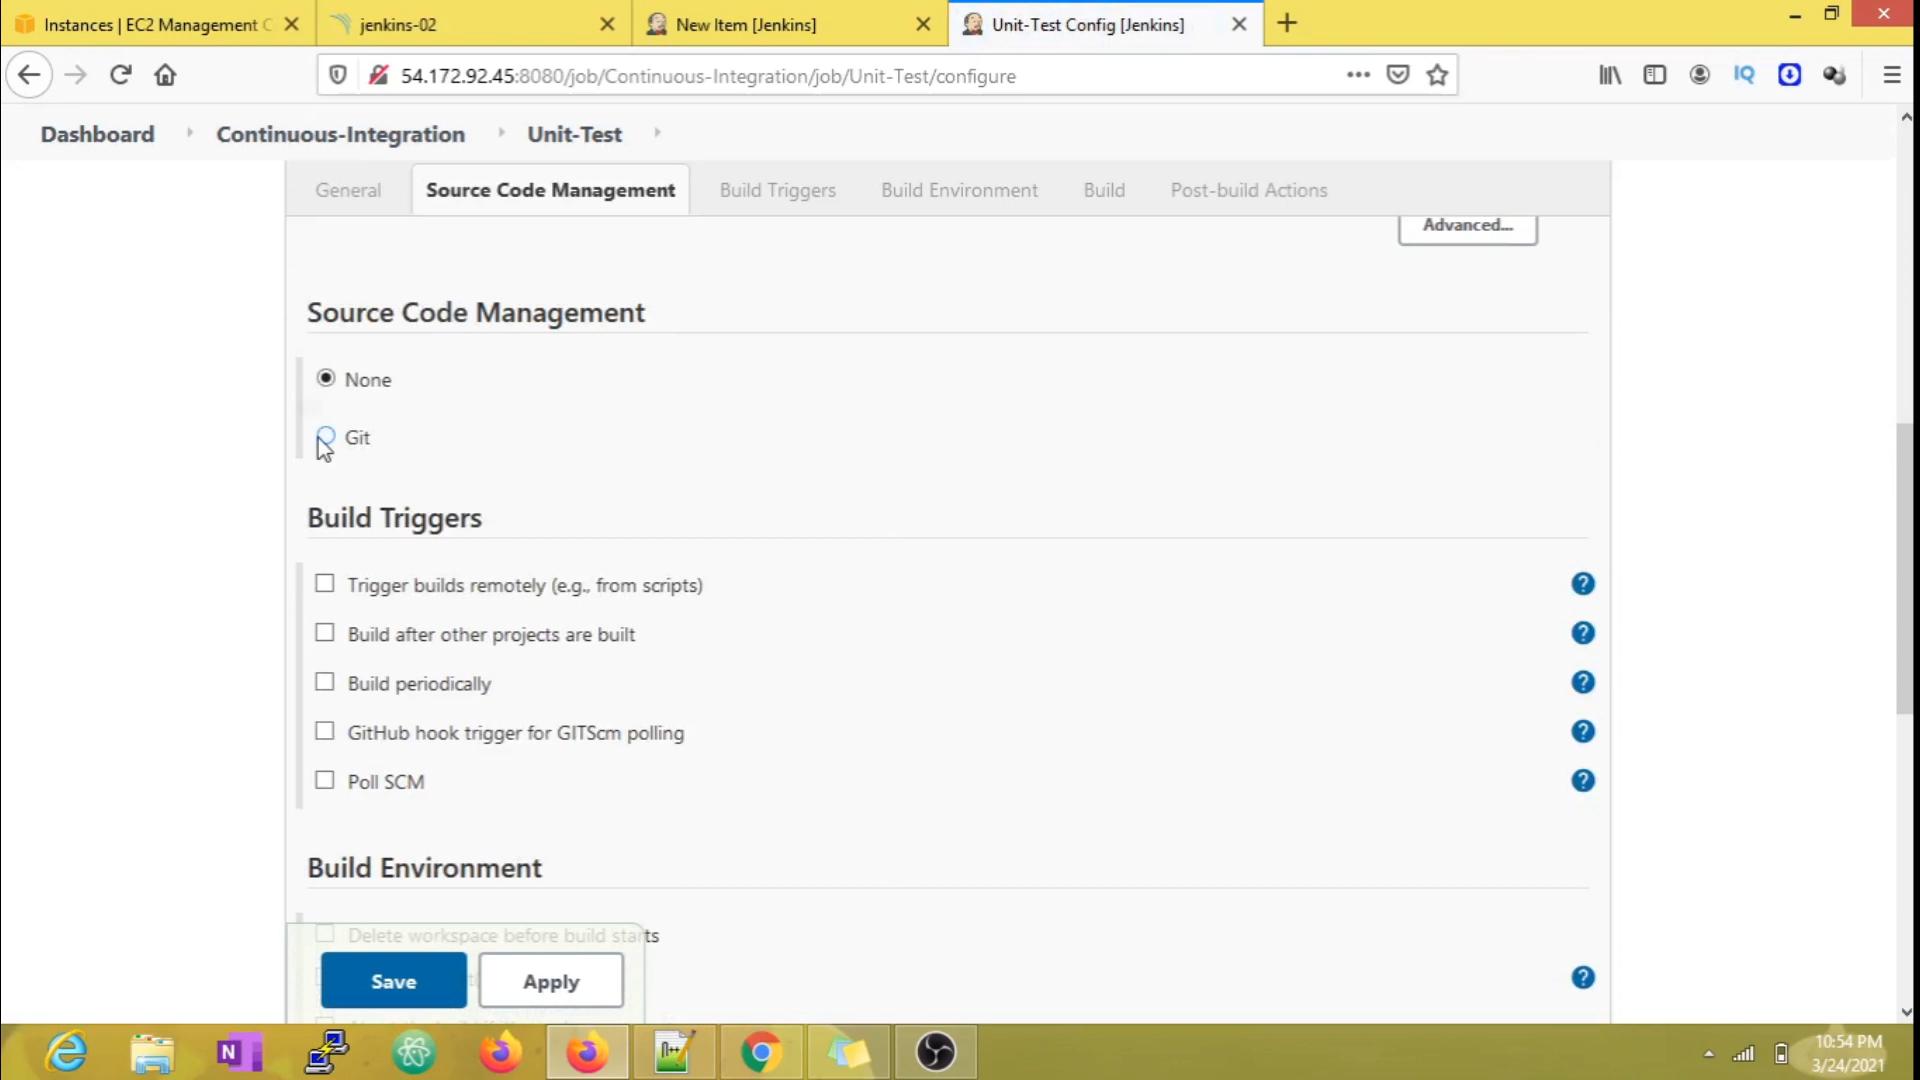 Instances | EC2 Management C
jenkins-02
New Item [Jenkins]
Unit-Test Config [Jenkins]
54.172.92.45:8080/job/Continuous-Integration/job/Unit-Test/configure
IQ
Dashboard
Continuous-Integration
Unit-Test
General
Source Code Management
Build Triggers
Build Environment
Build
Post-build Actions
Advanced...
Source Code Management
None
Git
Build Triggers
Trigger builds remotely (e.g., from scripts)
?
Build after other projects are built
?
Build periodically
?
GitHub hook trigger for GITScm polling
?
Poll SCM
?
Build Environment
Delete workspace before build starts
?
Save
Apply
N
10:54 PM
3/24/2021